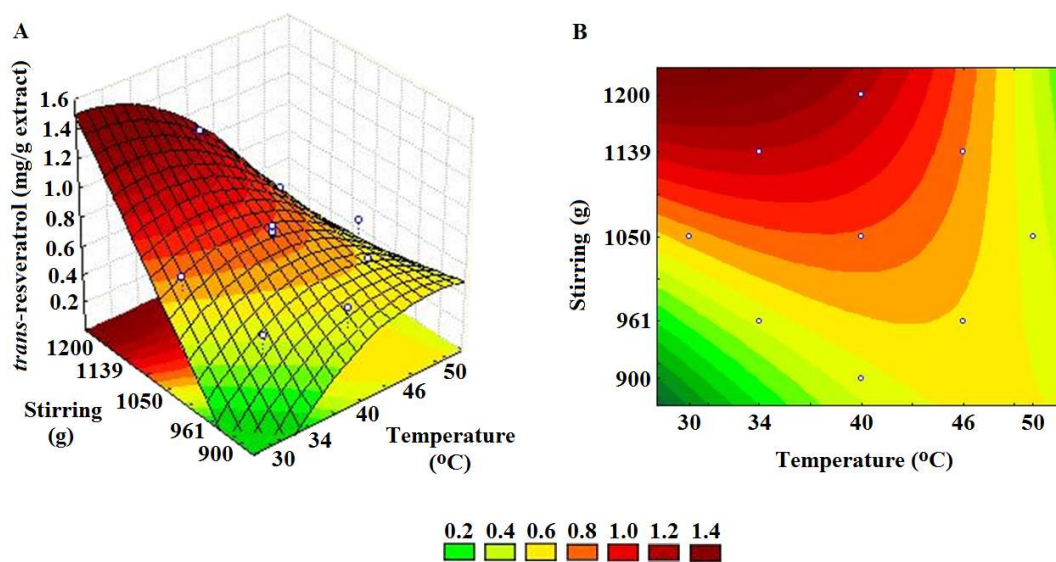 A
trans-resveratrol (mg/g extract)
1.6
1.4
1.2
1.0
0.8
0.6
0.4
0.2
1200
1139
1050
961
900
Stirring
(g)
30
34
40
46
50
Temperature
(ºC)
B
Stirring (g)
1200
1139
1050
961
900
30 34 40 46 50
Temperature (ºC)
0.2 0.4 0.6 0.8 1.0 1.2 1.4